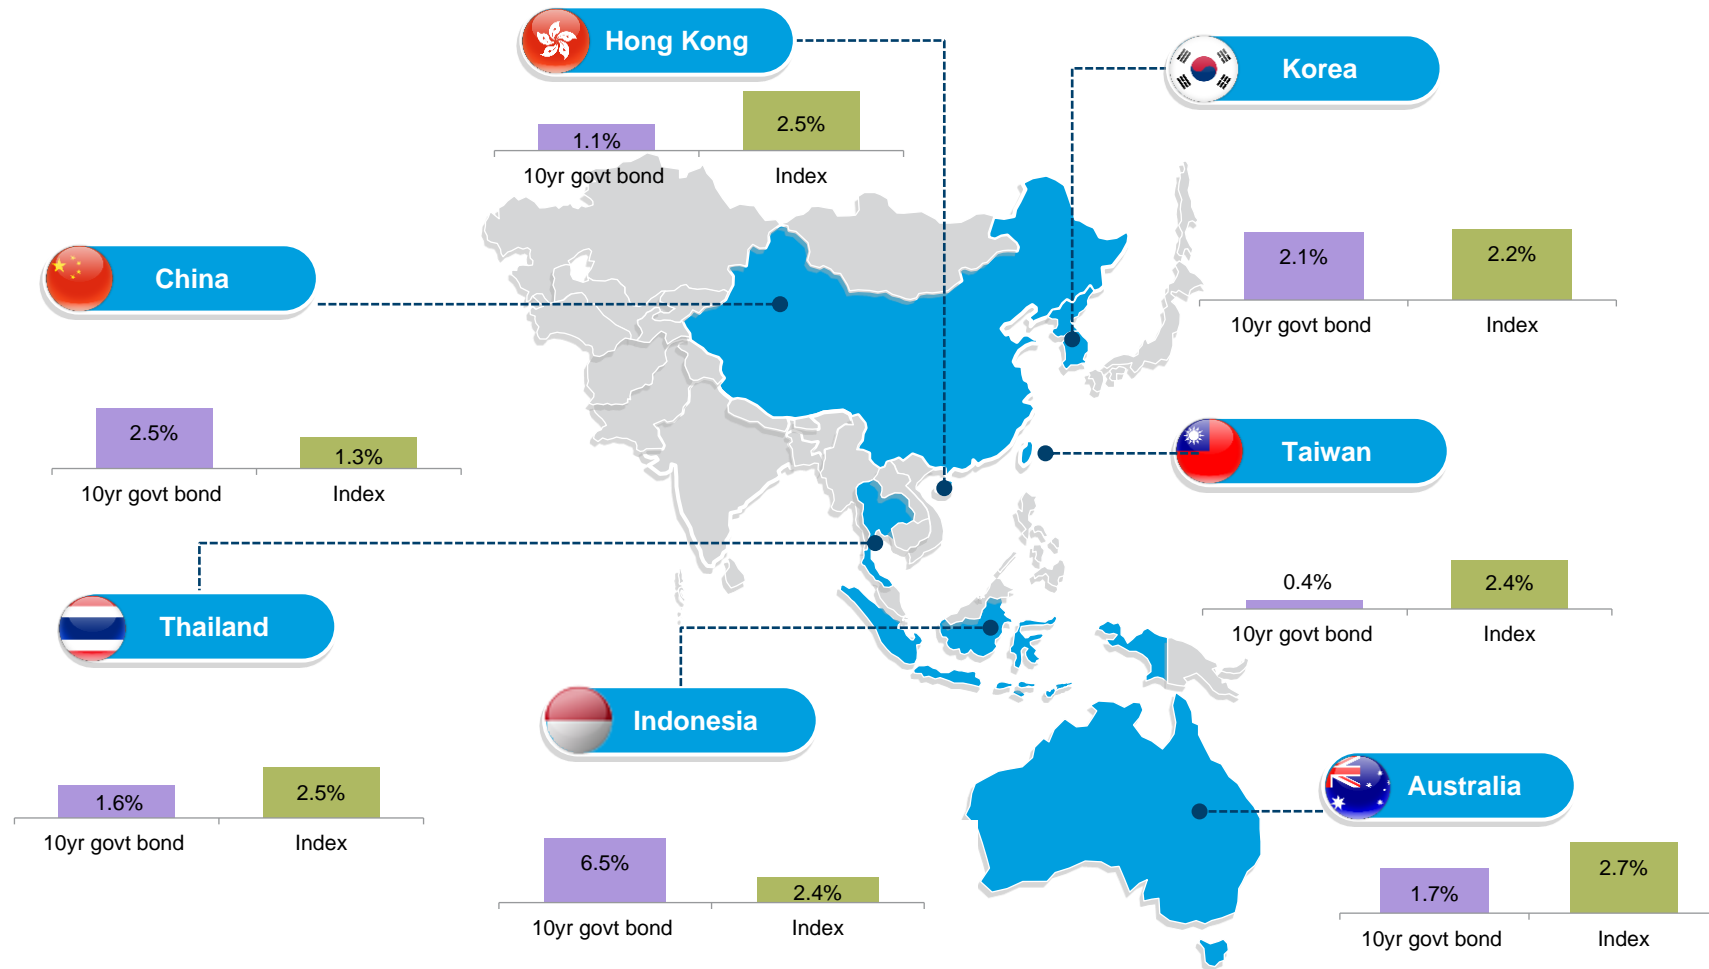 Hong Kong
1.1%
2.5%
10yr govt bond
Index
Korea
2.1%
2.2%
10yr govt bond
Index
China
2.5%
1.3%
10yr govt bond
Index
Taiwan
0.4%
2.4%
10yr govt bond
Index
Thailand
1.6%
2.5%
10yr govt bond
Index
Indonesia
6.5%
2.4%
10yr govt bond
Index
Australia
1.7%
2.7%
10yr govt bond
Index